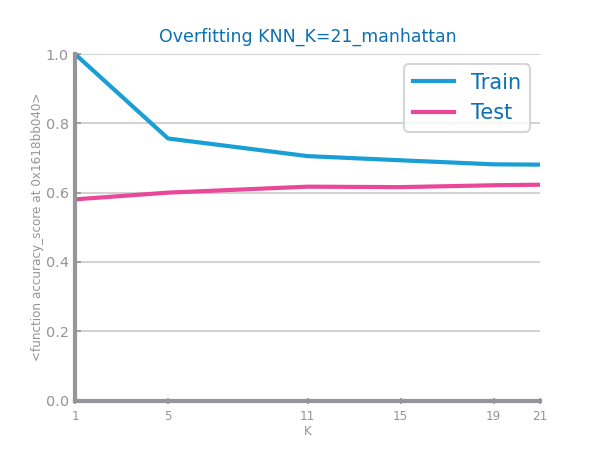 Overfitting KNN_K=21_manhattan
Train
Test
<function accuracy_score at 0x1618bb040>
1.0
0.8
0.6
0.4
0.2
0.0
1 5 11 15 19 21
K